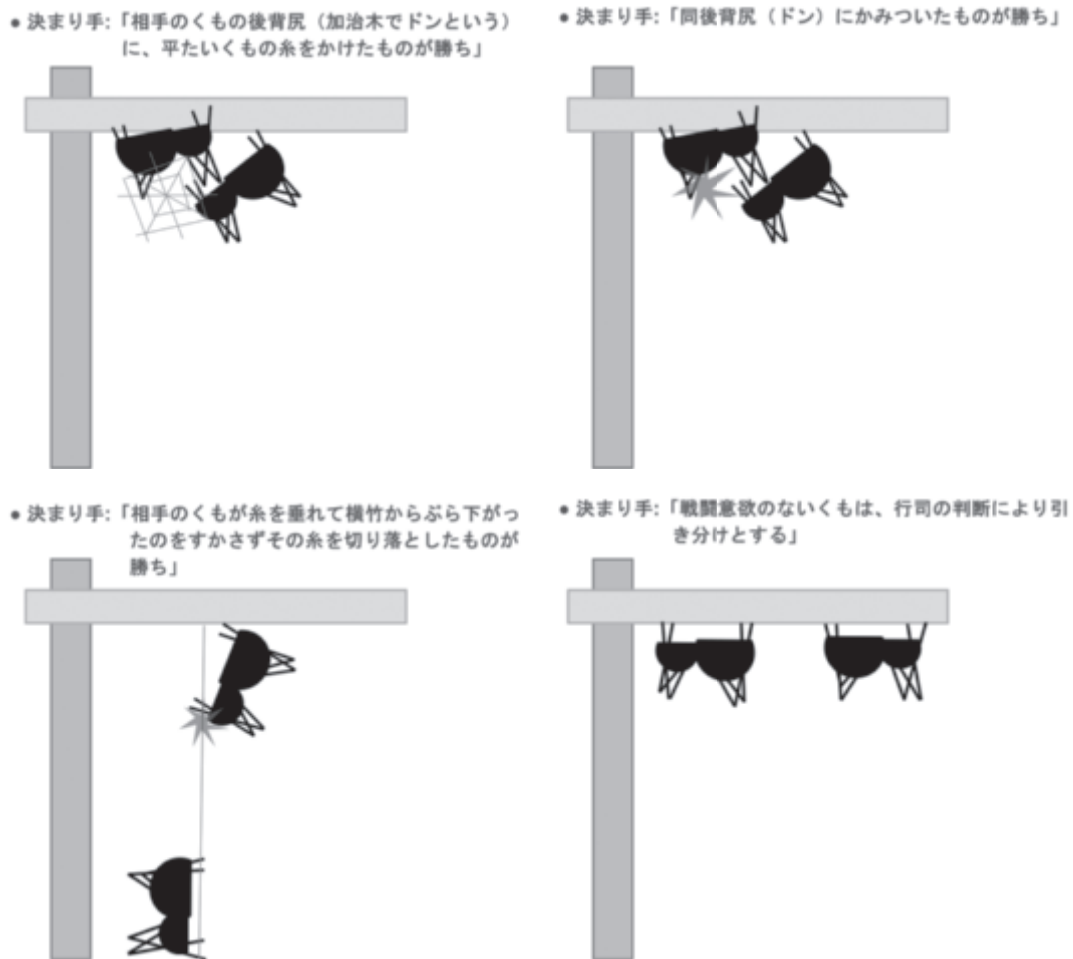 ● 決まり手:「相手のくもの後背尻（加治木でドンという）
に、平たいくもの糸をかけたものが勝ち」
● 決まり手:「同後背尻（ドン）にかみついたものが勝ち」
● 決まり手:「相手のくもが糸を垂れて横竹からぶら下がっ
たのをすかさずその糸を切り落としたものが
勝ち」
● 決まり手:「戦闘意欲のないくもは、行司の判断により引
き分けとする」